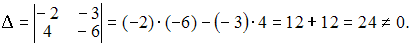 Δ = |−2 −3; 4 −6| = (−2)·(−6) − (−3)·4 = 12 + 12 = 24 ≠ 0.